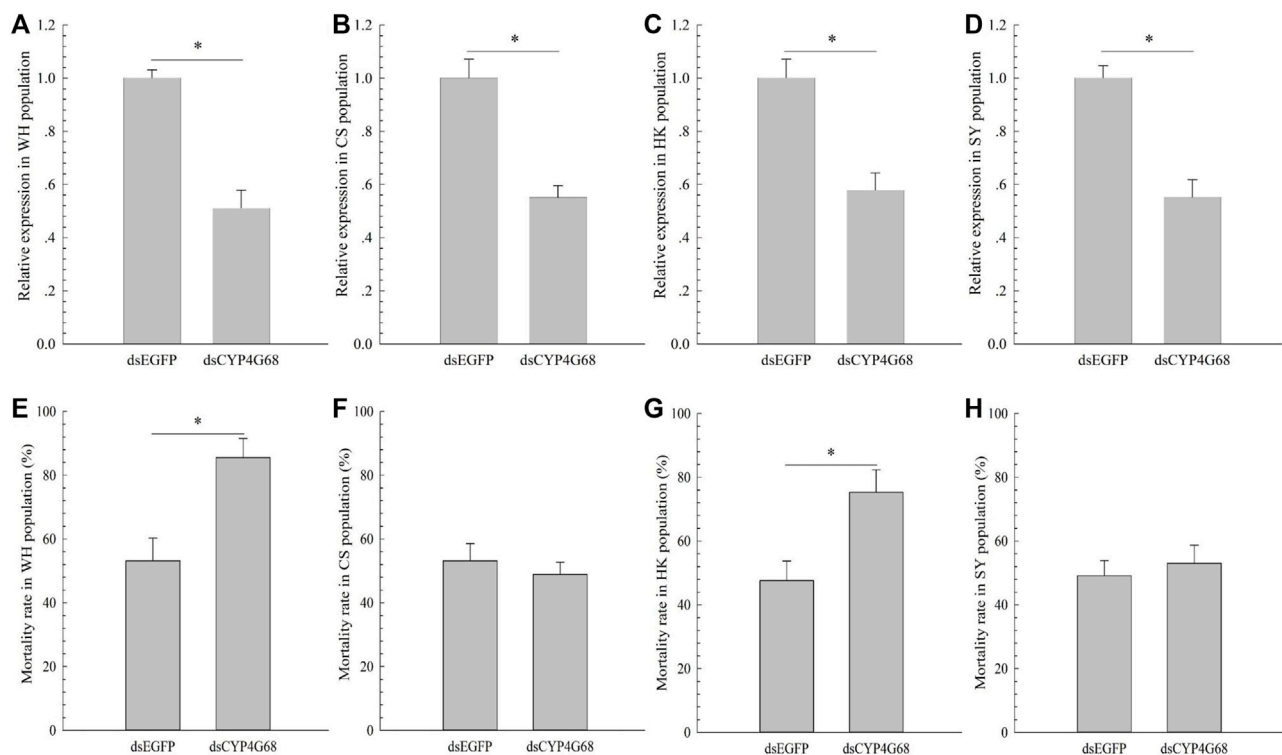 A
Relative expression in WH population
1.2
1.0
.8
.6
.4
.2
0.0
*
dsEGFP
dsCYP4G68
B
Relative expression in CS population
1.2
1.0
.8
.6
.4
.2
0.0
*
dsEGFP
dsCYP4G68
C
Relative expression in HK population
1.2
1.0
.8
.6
.4
.2
0.0
*
dsEGFP
dsCYP4G68
D
Relative expression in SY population
1.2
1.0
.8
.6
.4
.2
0.0
*
dsEGFP
dsCYP4G68
E
Mortality rate in WH population (%)
100
80
60
40
20
0
*
dsEGFP
dsCYP4G68
F
Mortality rate in CS population (%)
100
80
60
40
20
0
dsEGFP
dsCYP4G68
G
Mortality rate in HK population (%)
100
80
60
40
20
0
*
dsEGFP
dsCYP4G68
H
Mortality rate in SY population (%)
100
80
60
40
20
0
dsEGFP
dsCYP4G68